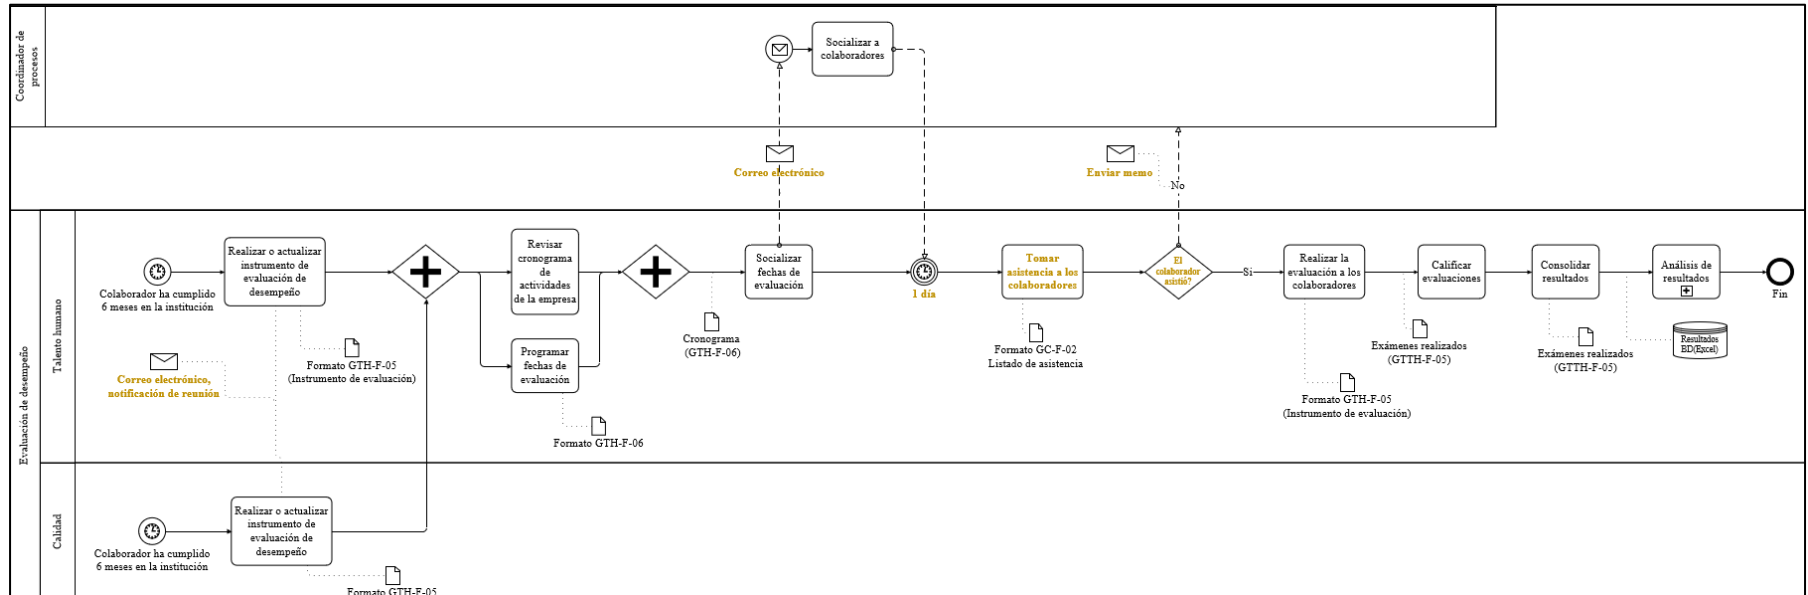 Coordinador de
procesos
Socializar a
colaboradores
Correo electrónico
Enviar memo
No
Evaluación de desempeño
Talento humano
Colaborador ha cumplido
6 meses en la institución
Realizar o actualizar
instrumento de
evaluación de
desempeño
Formato GTH-F-05
(Instrumento de evaluación)
Correo electrónico,
notificación de reunión
Revisar
cronograma
de
actividades
de la empresa
Programar
fechas de
evaluación
Formato GTH-F-06
Cronograma
(GTH-F-06)
Socializar
fechas de
evaluación
1 día
Tomar
asistencia a los
colaboradores
Formato GC-F-02
Listado de asistencia
El
colaborador
asistió?
Si
Realizar la
evaluación a los
colaboradores
Formato GTH-F-05
(Instrumento de evaluación)
Calificar
evaluaciones
Exámenes realizados
(GTTH-F-05)
Consolidar
resultados
Exámenes realizados
(GTTH-F-05)
Análisis de
resultados
Resultados
BD(Excel)
Fin
Calidad
Colaborador ha cumplido
6 meses en la institución
Realizar o actualizar
instrumento de
evaluación de
desempeño
Formato GTH-F-05